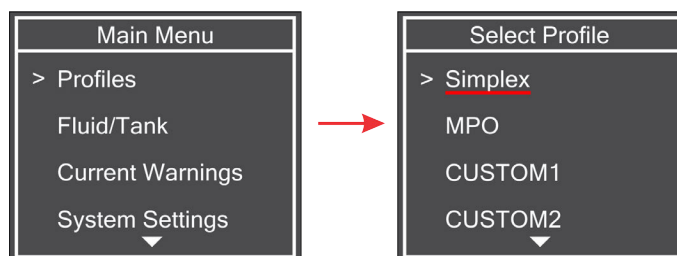 Main Menu
> Profiles
Fluid/Tank
Current Warnings
System Settings
Select Profile
> Simplex
MPO
CUSTOM1
CUSTOM2